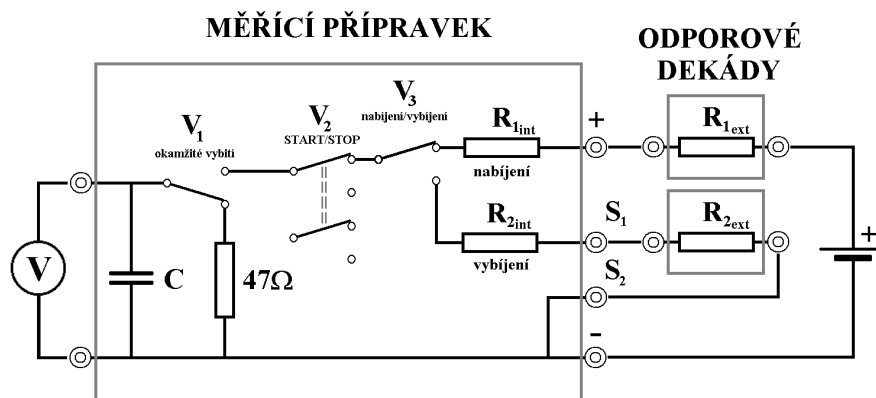 MĚŘÍCÍ PŘÍPRAVEK
ODPOROVÉ
DEKÁDY
V1
okamžité vybití
V2
START/STOP
V3
nabíjení/vybíjení
R1int
nabíjení
+
R1ext
R2int
vybíjení
S1
R2ext
S2
-
+
V
C
47Ω